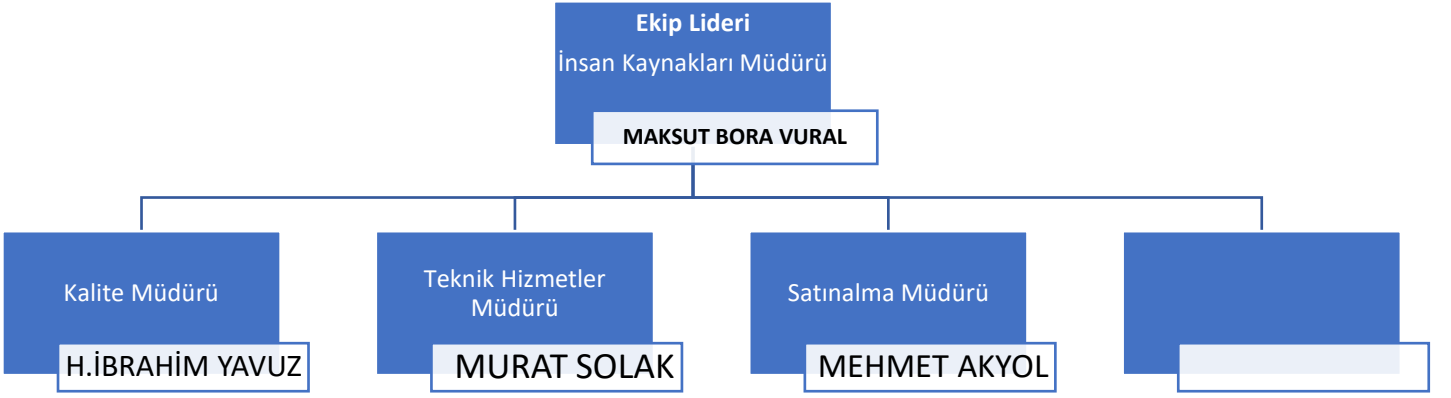 Ekip Lideri
İnsan Kaynakları Müdürü
MAKSUT BORA VURAL
Kalite Müdürü
H.İBRAHİM YAVUZ
Teknik Hizmetler
Müdürü
MURAT SOLAK
Satınalma Müdürü
MEHMET AKYOL